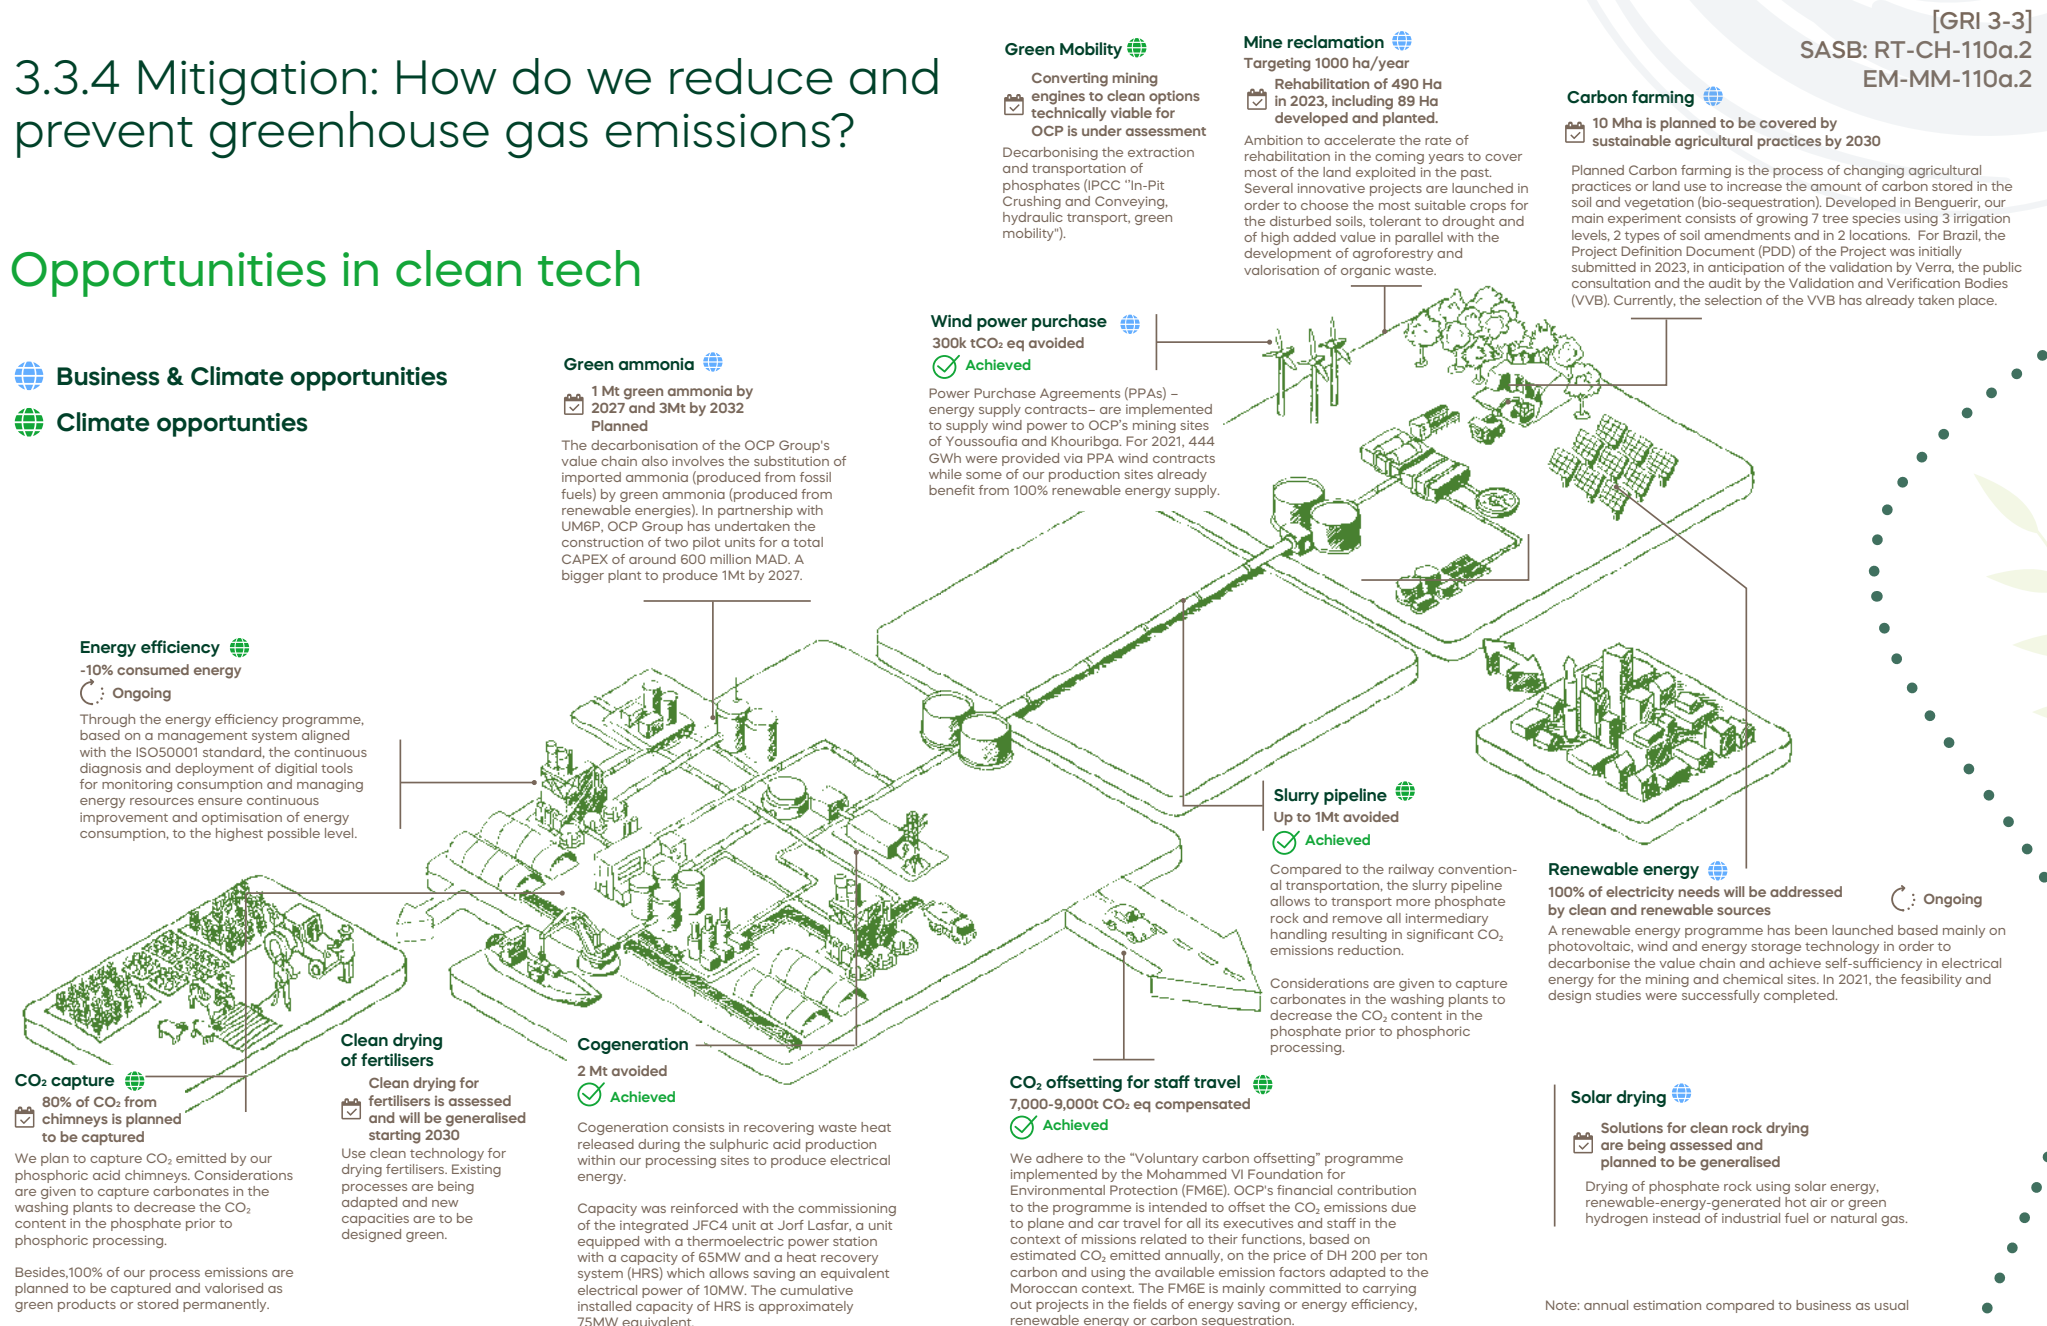 [GRI 3-3]
SASB: RT-CH-110a.2
EM-MM-110a.2
3.3.4 Mitigation: How do we reduce and
prevent greenhouse gas emissions?
Opportunities in clean tech
Business & Climate opportunities
Climate opportunties
Green Mobility
Converting mining
engines to clean options
technically viable for
OCP is under assessment
Decarbonising the extraction
and transportation of
phosphates (IPCC "In-Pit
Crushing and Conveying,
hydraulic transport, green
mobility").
Mine reclamation
Targeting 1000 ha/year
Rehabilitation of 490 Ha
in 2023, including 89 Ha
developed and planted.
Ambition to accelerate the rate of
rehabilitation in the coming years to cover
most of the land exploited in the past.
Several innovative projects are launched in
order to choose the most suitable crops for
the disturbed soils, tolerant to drought and
of high added value in parallel with the
development of agroforestry and
valorisation of organic waste.
Carbon farming
10 Mha is planned to be covered by
sustainable agricultural practices by 2030
Planned Carbon farming is the process of changing agricultural
practices or land use to increase the amount of carbon stored in the
soil and vegetation (bio-sequestration). Developed in Benguerir, our
main experiment consists of growing 7 tree species using 3 irrigation
levels, 2 types of soil amendments and in 2 locations. For Brazil, the
Project Definition Document (PDD) of the Project was initially
submitted in 2023, in anticipation of the validation by Verra, the public
consultation and the audit by the Validation and Verification Bodies
(VVB). Currently, the selection of the VVB has already taken place.
Wind power purchase
300k tCO₂ eq avoided
Achieved
Power Purchase Agreements (PPAs) –
energy supply contracts– are implemented
to supply wind power to OCP's mining sites
of Youssoufia and Khouribga. For 2021, 444
GWh were provided via PPA wind contracts
while some of our production sites already
benefit from 100% renewable energy supply.
Green ammonia
1 Mt green ammonia by
2027 and 3Mt by 2032
Planned
The decarbonisation of the OCP Group's
value chain also involves the substitution of
imported ammonia (produced from fossil
fuels) by green ammonia (produced from
renewable energies). In partnership with
UM6P, OCP Group has undertaken the
construction of two pilot units for a total
CAPEX of around 600 million MAD. A
bigger plant to produce 1Mt by 2027.
Energy efficiency
-10% consumed energy
Ongoing
Through the energy efficiency programme,
based on a management system aligned
with the ISO50001 standard, the continuous
diagnosis and deployment of digitial tools
for monitoring consumption and managing
energy resources ensure continuous
improvement and optimisation of energy
consumption, to the highest possible level.
Slurry pipeline
Up to 1Mt avoided
Achieved
Compared to the railway convention-
al transportation, the slurry pipeline
allows to transport more phosphate
rock and remove all intermediary
handling resulting in significant CO₂
emissions reduction.
Considerations are given to capture
carbonates in the washing plants to
decrease the CO₂ content in the
phosphate prior to phosphoric
processing.
Renewable energy
100% of electricity needs will be addressed
by clean and renewable sources
Ongoing
A renewable energy programme has been launched based mainly on
photovoltaic, wind and energy storage technology in order to
decarbonise the value chain and achieve self-sufficiency in electrical
energy for the mining and chemical sites. In 2021, the feasibility and
design studies were successfully completed.
CO₂ capture
80% of CO₂ from
chimneys is planned
to be captured
We plan to capture CO₂ emitted by our
phosphoric acid chimneys. Considerations
are given to capture carbonates in the
washing plants to decrease the CO₂
content in the phosphate prior to
phosphoric processing.
Besides,100% of our process emissions are
planned to be captured and valorised as
green products or stored permanently.
Clean drying
of fertilisers
Clean drying for
fertilisers is assessed
and will be generalised
starting 2030
Use clean technology for
drying fertilisers. Existing
processes are being
adapted and new
capacities are to be
designed green.
Cogeneration
2 Mt avoided
Achieved
Cogeneration consists in recovering waste heat
released during the sulphuric acid production
within our processing sites to produce electrical
energy.
Capacity was reinforced with the commissioning
of the integrated JFC4 unit at Jorf Lasfar, a unit
equipped with a thermoelectric power station
with a capacity of 65MW and a heat recovery
system (HRS) which allows saving an equivalent
electrical power of 10MW. The cumulative
installed capacity of HRS is approximately
75MW equivalent.
CO₂ offsetting for staff travel
7,000-9,000t CO₂ eq compensated
Achieved
We adhere to the "Voluntary carbon offsetting" programme
implemented by the Mohammed VI Foundation for
Environmental Protection (FM6E). OCP's financial contribution
to the programme is intended to offset the CO₂ emissions due
to plane and car travel for all its executives and staff in the
context of missions related to their functions, based on
estimated CO₂ emitted annually, on the price of DH 200 per ton
carbon and using the available emission factors adapted to the
Moroccan context. The FM6E is mainly committed to carrying
out projects in the fields of energy saving or energy efficiency,
renewable energy or carbon sequestration.
Solar drying
Solutions for clean rock drying
are being assessed and
planned to be generalised
Drying of phosphate rock using solar energy,
renewable-energy-generated hot air or green
hydrogen instead of industrial fuel or natural gas.
Note: annual estimation compared to business as usual